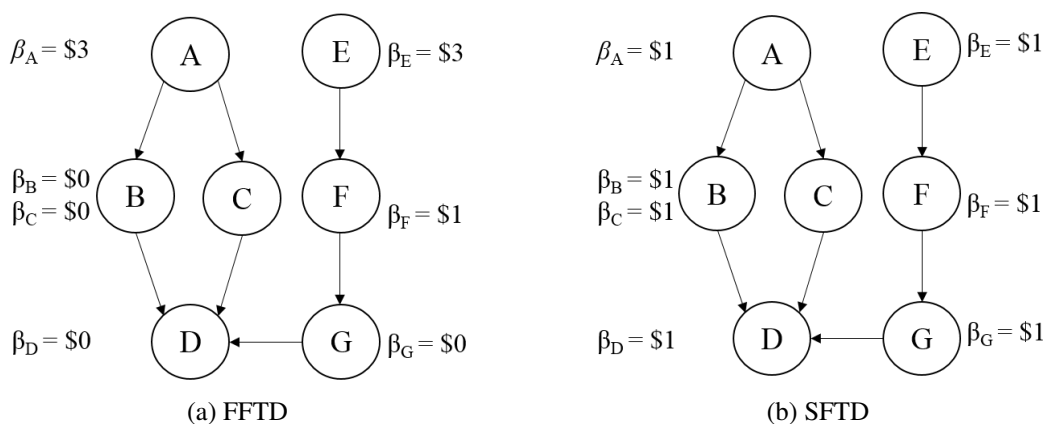 β_A = $3 A E β_E = $3 β_A = $1 A E β_E = $1
β_B = $0 β_B = $1
β_C = $0 B C F β_F = $1 β_C = $1 B C F β_F = $1
β_D = $0 D G β_G = $0 β_D = $1 D G β_G = $1
(a) FFTD (b) SFTD